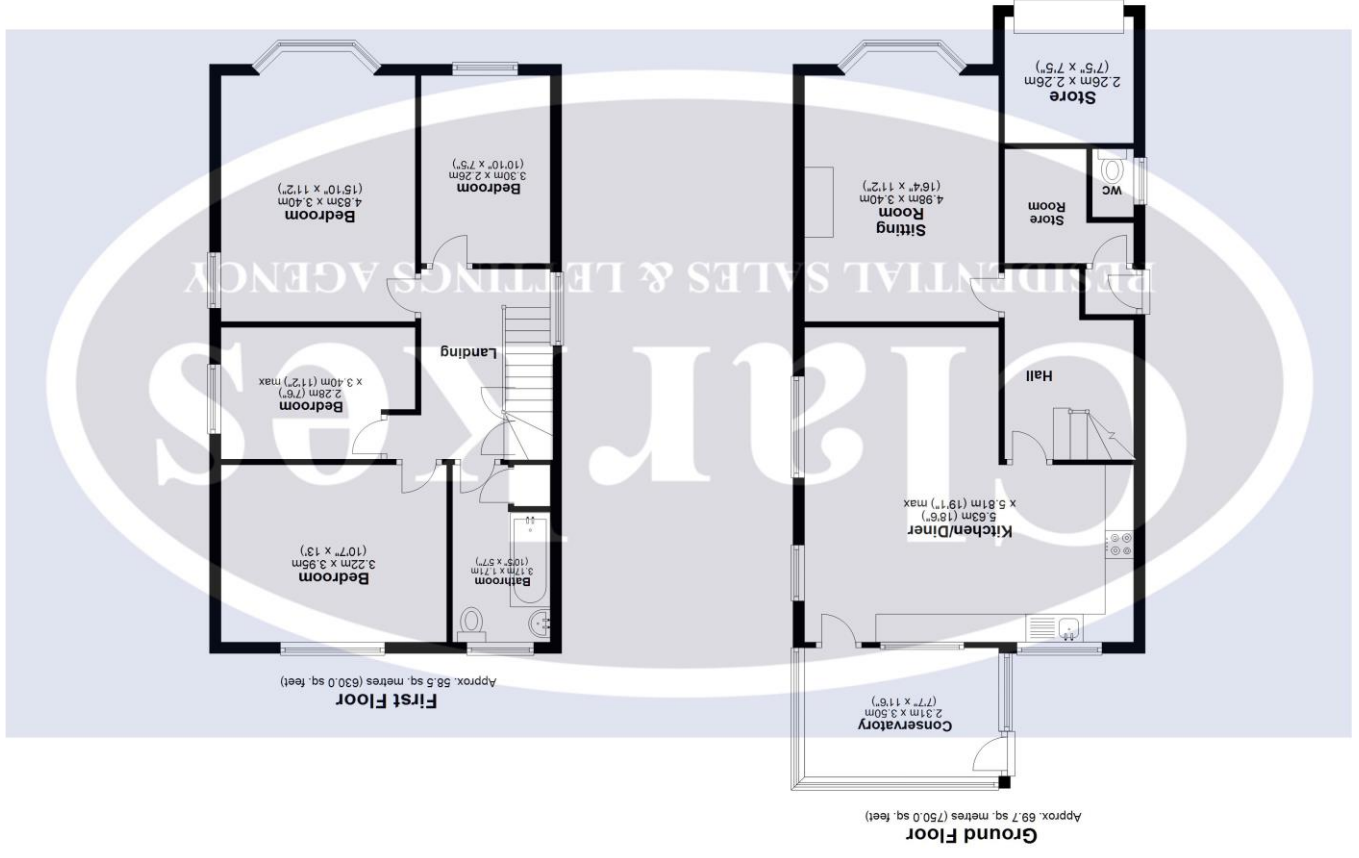 Ground Floor
Approx. 69.7 sq. metres (750.0 sq. feet)
Conservatory
2.31m x 3.50m
(7'7" x 11'6")
Kitchen/Diner
5.63m (18'6")
x 5.81m (19'1") max
Hall
Sitting
Room
4.98m x 3.40m
(16'4" x 11'2")
Store
Room
WC
Store
2.26m x 2.26m
(7'5" x 7'5")
First Floor
Approx. 58.5 sq. metres (630.0 sq. feet)
Bathroom
3.17m x 1.71m
(10'5" x 5'7")
Bedroom
3.22m x 3.95m
(10'7" x 13')
Bedroom
2.28m (7'6")
x 3.40m (11'2") max
Landing
Bedroom
3.30m x 2.26m
(10'10" x 7'5")
Bedroom
4.83m x 3.40m
(15'10" x 11'2")
Clarkes
RESIDENTIAL SALES & LETTINGS AGENCY